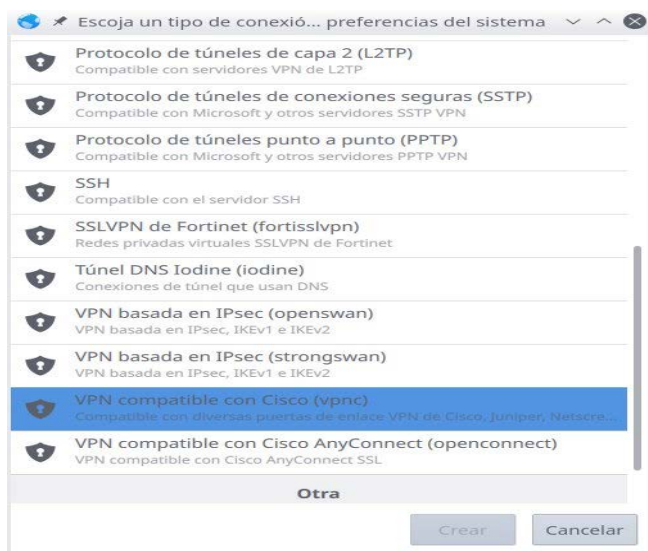 Escoja un tipo de conexió... preferencias del sistema
Protocolo de túneles de capa 2 (L2TP)
Compatible con servidores VPN de L2TP
Protocolo de túneles de conexiones seguras (SSTP)
Compatible con Microsoft y otros servidores SSTP VPN
Protocolo de túneles punto a punto (PPTP)
Compatible con Microsoft y otros servidores PPTP VPN
SSH
Compatible con el servidor SSH
SSLVPN de Fortinet (fortisslvpn)
Redes privadas virtuales SSLVPN de Fortinet
Túnel DNS Iodine (iodine)
Conexiones de túnel que usan DNS
VPN basada en IPsec (openswan)
VPN basada en IPsec, IKEv1 e IKEv2
VPN basada en IPsec (strongswan)
VPN basada en IPsec, IKEv1 e IKEv2
VPN compatible con Cisco (vpnc)
Compatible con diversas puertas de enlace VPN de Cisco, Juniper, Netscre...
VPN compatible con Cisco AnyConnect (openconnect)
VPN compatible con Cisco AnyConnect SSL
Otra
Crear
Cancelar